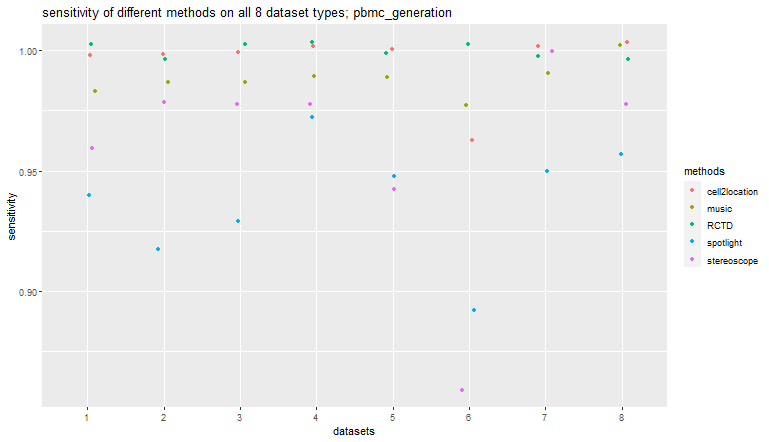 sensitivity of different methods on all 8 dataset types; pbmc_generation
1.00
0.95
0.90
sensitivity
1 2 3 4 5 6 7 8
datasets
methods
cell2location
music
RCTD
spotlight
stereoscope